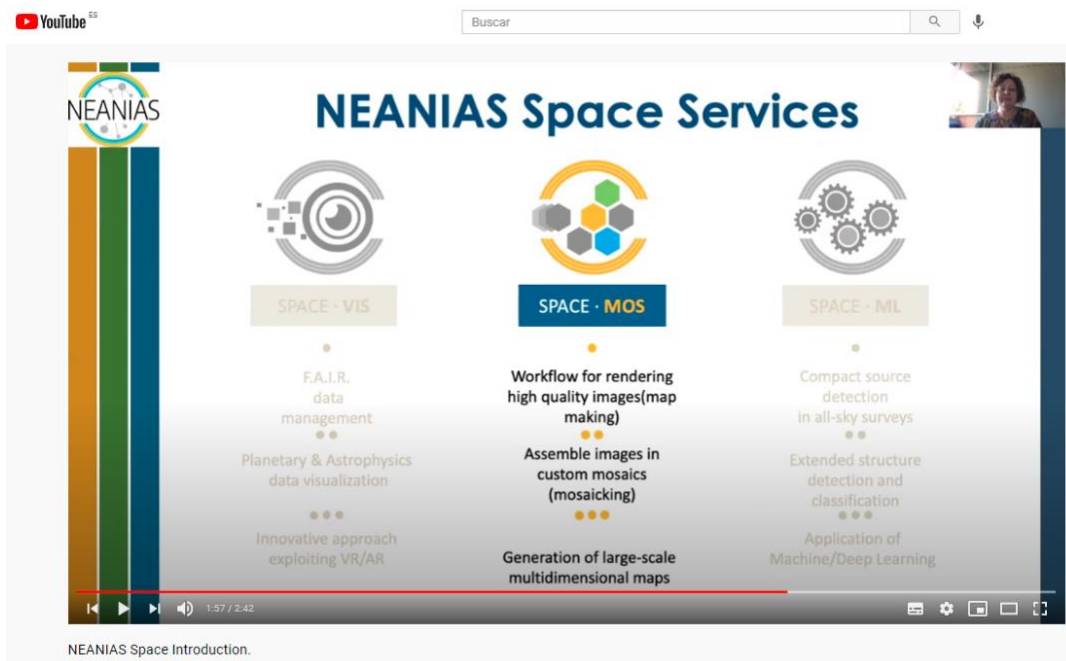 YouTube ES
Buscar
NEANIAS
NEANIAS Space Services
SPACE · VIS
F.A.I.R.
data
management
Planetary & Astrophysics
data visualization
Innovative approach
exploiting VR/AR
SPACE · MOS
Workflow for rendering
high quality images(map
making)
Assemble images in
custom mosaics
(mosaicking)
Generation of large-scale
multidimensional maps
SPACE · ML
Compact source
detection
in all-sky surveys
Extended structure
detection and
classification
Application of
Machine/Deep Learning
1:57 / 2:42
NEANIAS Space Introduction.